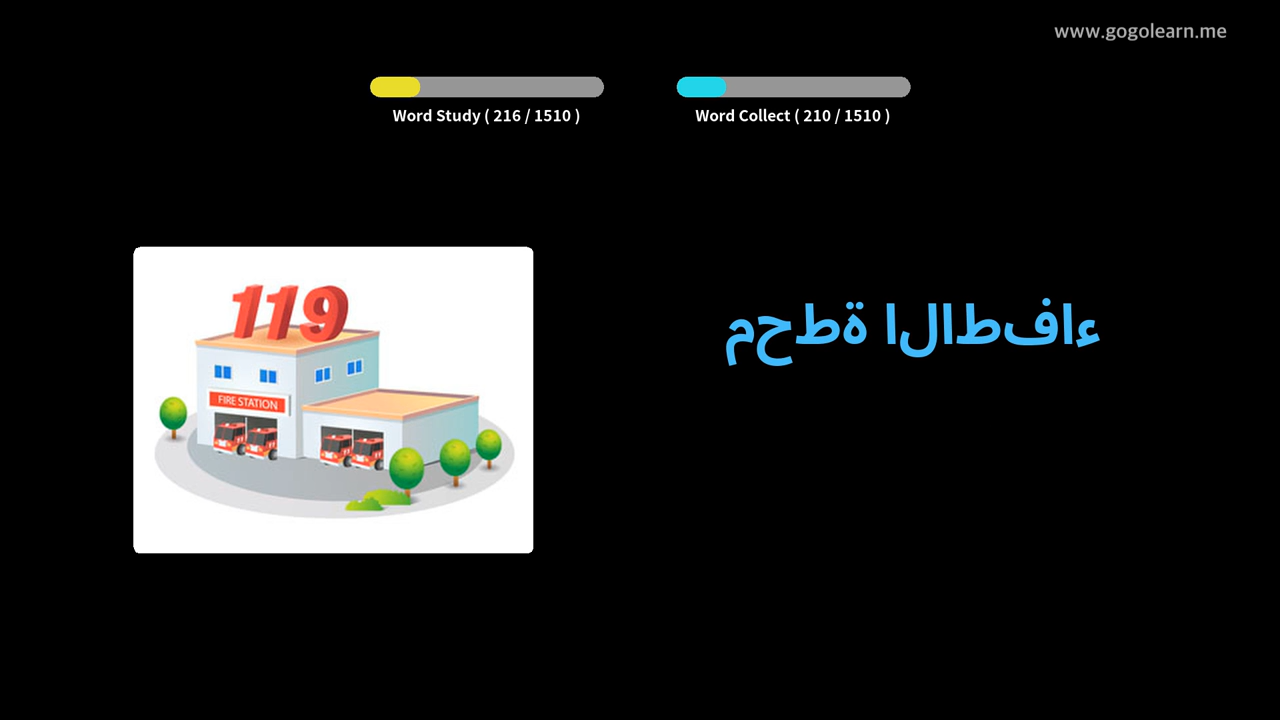 www.gogolearn.me
Word Study ( 216 / 1510 )
Word Collect ( 210 / 1510 )
119
FIRE STATION
محطة الاطفاء